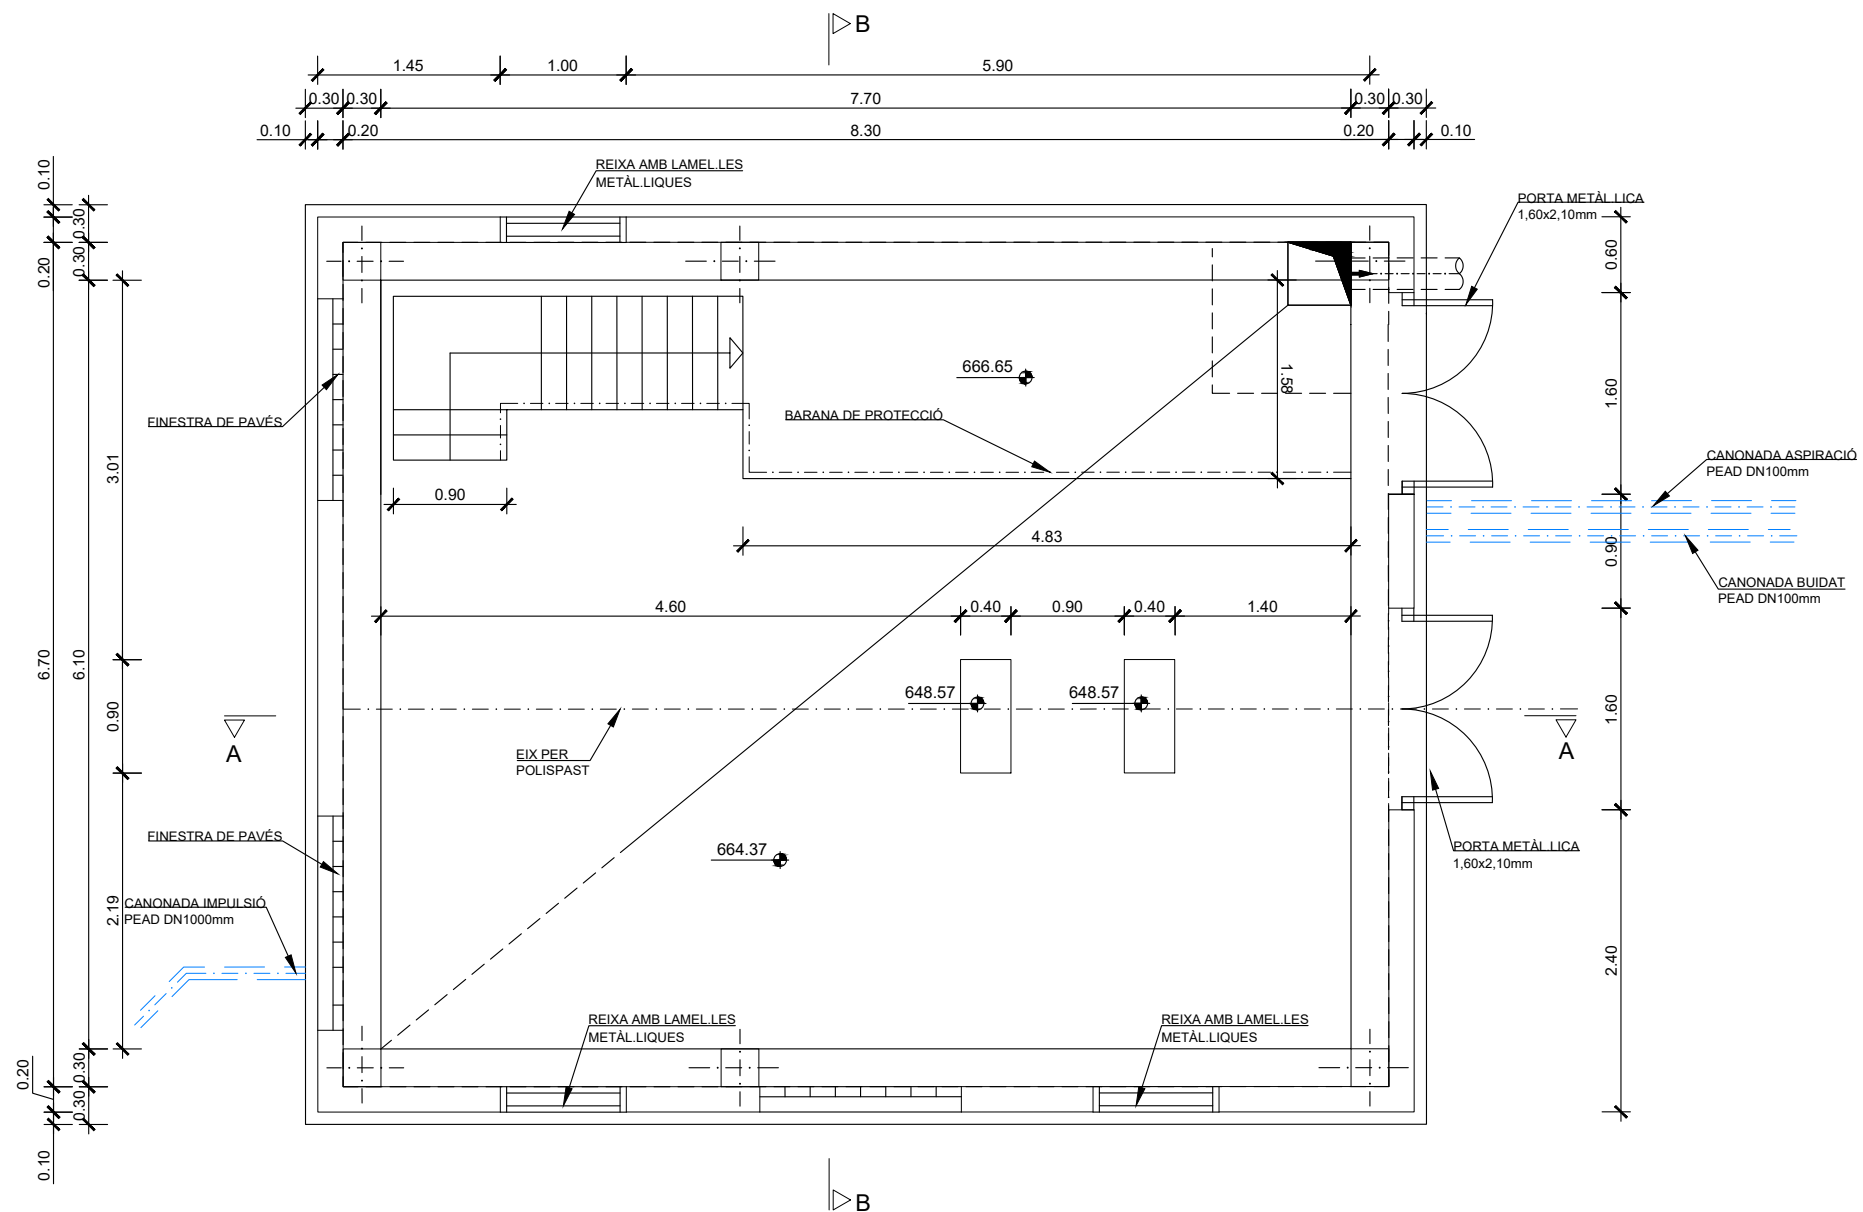 B
1.45
1.00
5.90
0.30
0.30
7.70
0.30
0.30
0.10
0.20
8.30
0.20
0.10
REIXA AMB LAMEL.LES
METÀL.LIQUES
PORTA METÀL.LICA
1,60x2,10mm
0.10
0.30
0.20
0.30
0.60
666.65
1.58
1.60
BARANA DE PROTECCIÓ
FINESTRA DE PAVÉS
3.01
CANONADA ASPIRACIÓ
PEAD DN100mm
0.90
4.83
0.90
CANONADA BUIDAT
PEAD DN100mm
4.60
0.40
0.90
0.40
1.40
6.70
6.10
0.90
648.57
648.57
1.60
A
A
EIX PER
POLISPAST
FINESTRA DE PAVÉS
664.37
PORTA METÀL.LICA
1,60x2,10mm
2.19
CANONADA IMPULSIÓ
PEAD DN1000mm
2.40
REIXA AMB LAMEL.LES
METÀL.LIQUES
REIXA AMB LAMEL.LES
METÀL.LIQUES
0.20
0.30
0.30
0.10
B